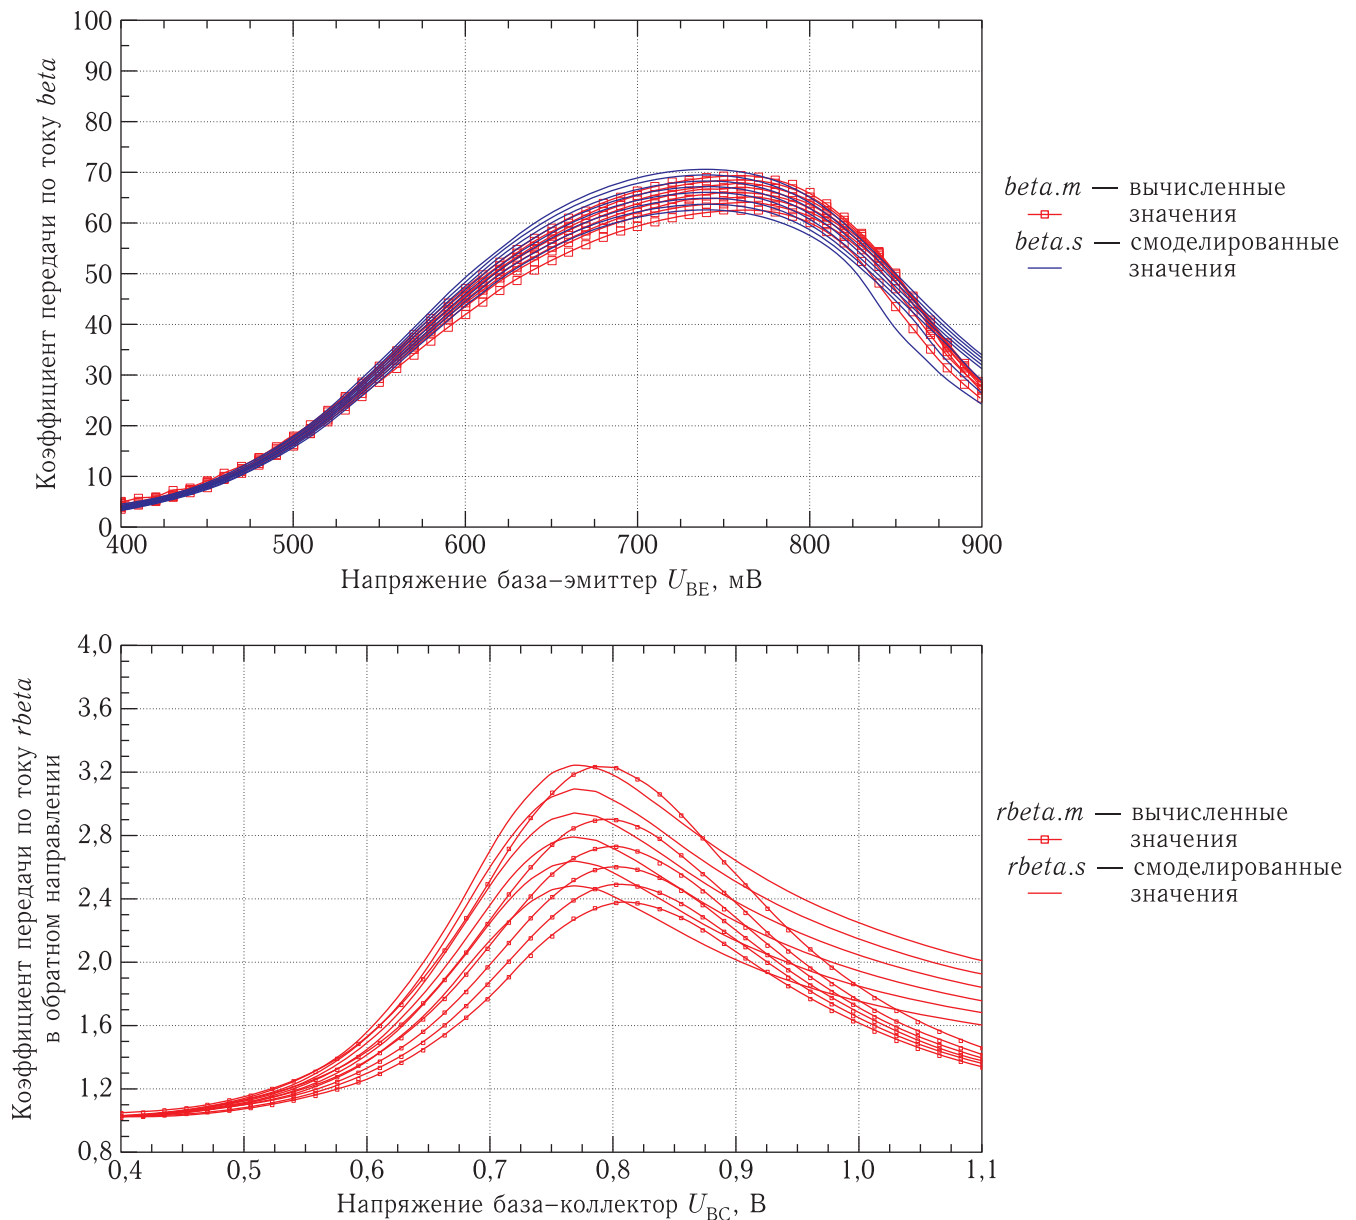 100
90
80
70
60
50
40
30
20
10
0
Коэффициент передачи по току beta
400 500 600 700 800 900
Напряжение база–эмиттер U_BE, мВ
beta.m — вычисленные
значения
beta.s — смоделированные
значения
4,0
3,6
3,2
2,8
2,4
2,0
1,6
1,2
0,8
Коэффициент передачи по току rbeta
в обратном направлении
0,4 0,5 0,6 0,7 0,8 0,9 1,0 1,1
Напряжение база–коллектор U_BC, В
rbeta.m — вычисленные
значения
rbeta.s — смоделированные
значения